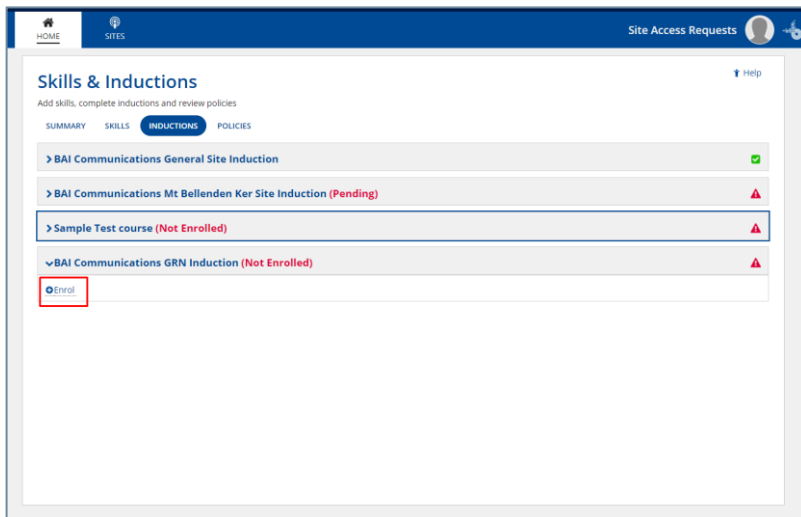 HOME
SITES
Site Access Requests
Skills & Inductions
Help
Add skills, complete inductions and review policies
SUMMARY SKILLS INDUCTIONS POLICIES
BAI Communications General Site Induction
BAI Communications Mt Bellenden Ker Site Induction (Pending)
Sample Test course (Not Enrolled)
BAI Communications GRN Induction (Not Enrolled)
Enrol